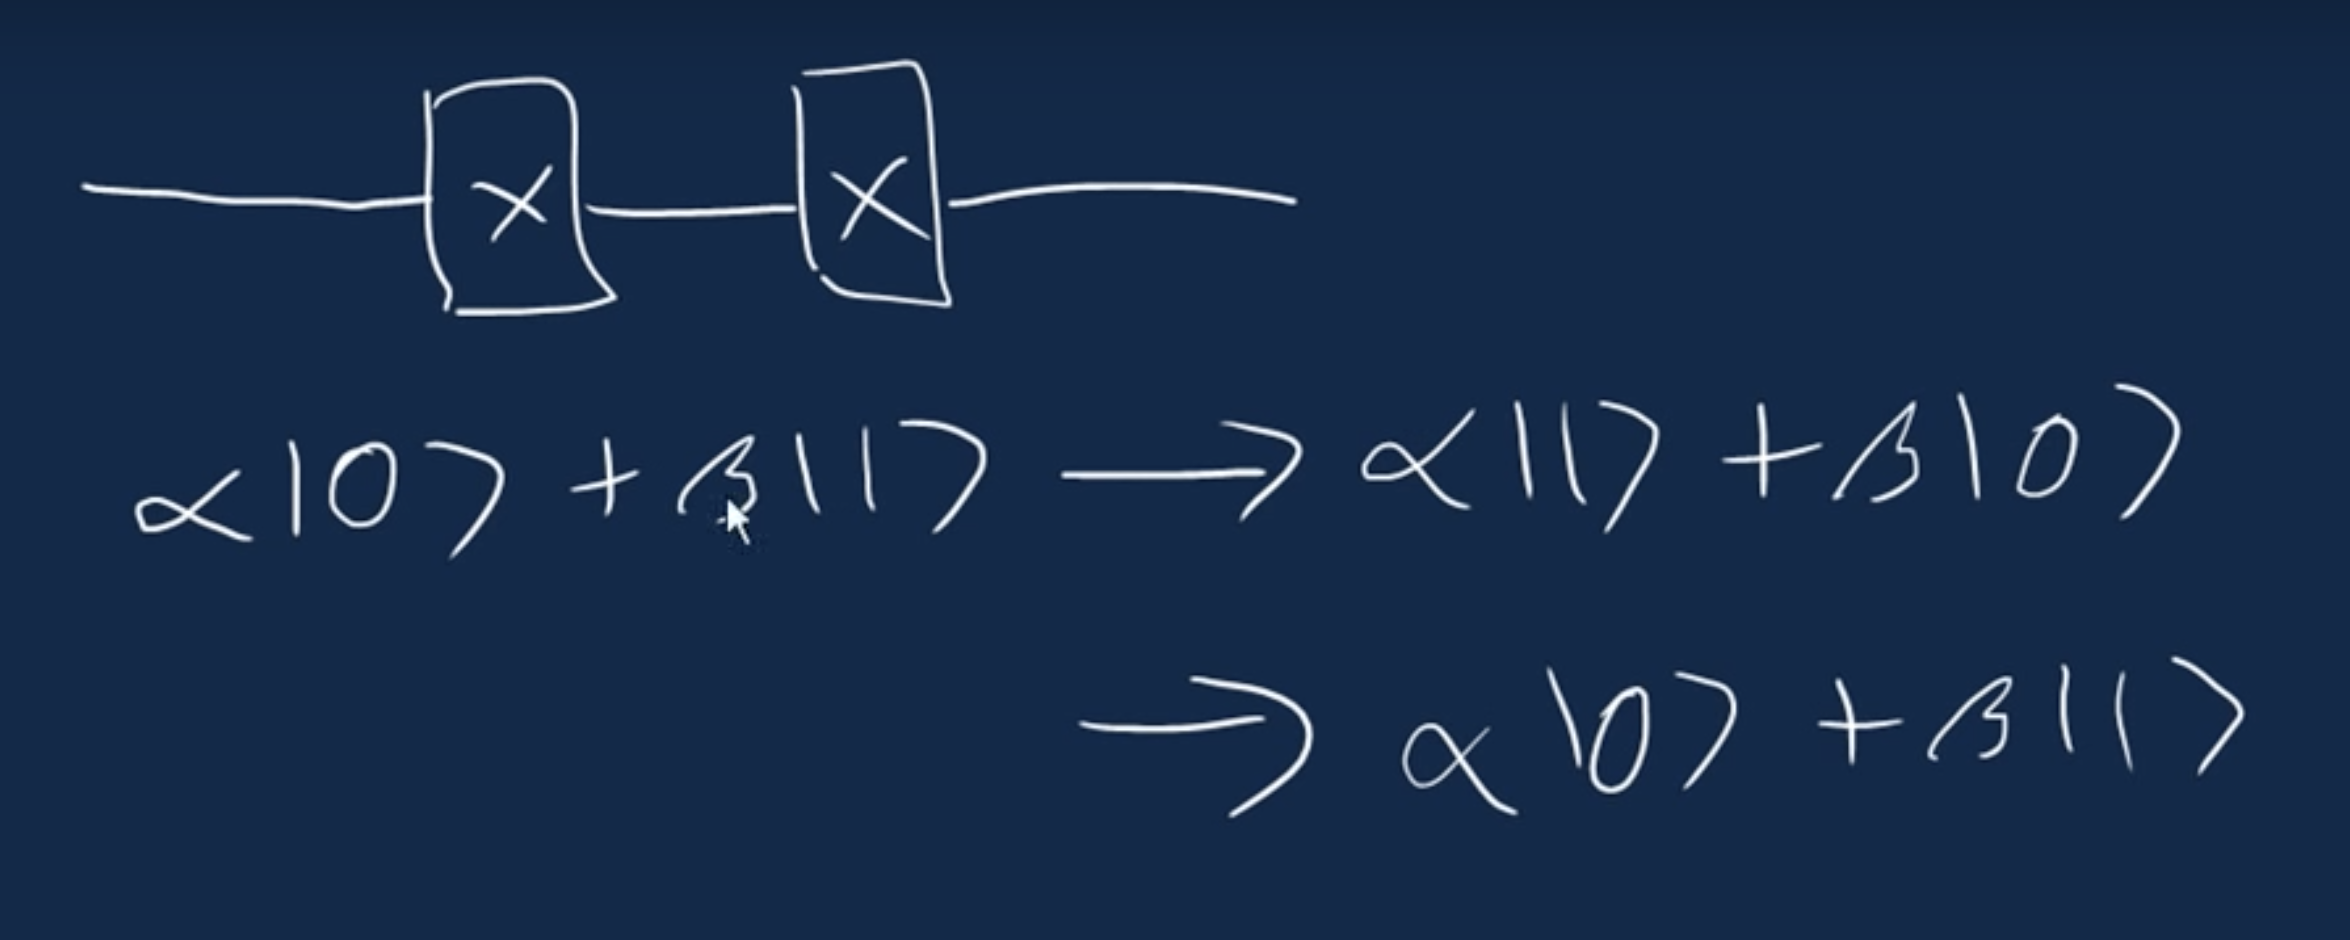 X X
α|0⟩ + β|1⟩ → α|1⟩ + β|0⟩
→ α|0⟩ + β|1⟩